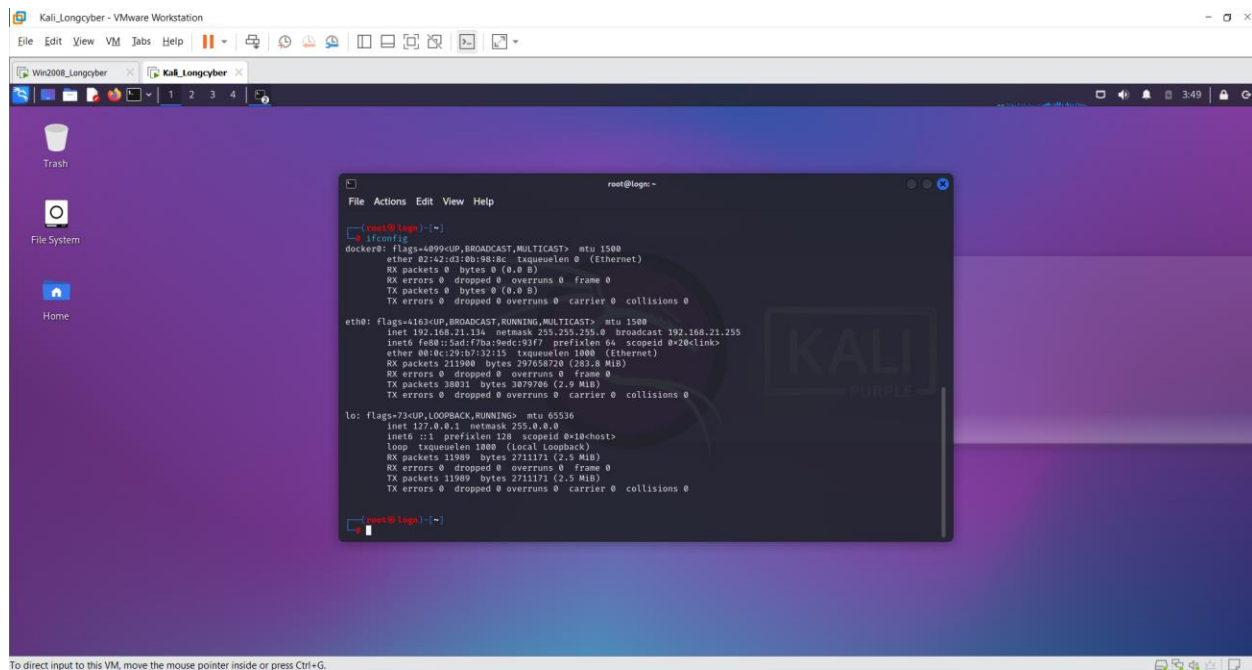 Kali_Longcyber - VMware Workstation
File Edit View VM Tabs Help
Win2008_Longcyber Kali_Longcyber
1 2 3 4 3:49
Trash
File System
Home
root@logn: ~
File Actions Edit View Help
┌──(root㉿logn)-[~]
└─# ifconfig
docker0: flags=4099<UP,BROADCAST,MULTICAST> mtu 1500
ether 02:42:d3:0b:98:8c txqueuelen 0 (Ethernet)
RX packets 0 bytes 0 (0.0 B)
RX errors 0 dropped 0 overruns 0 frame 0
TX packets 0 bytes 0 (0.0 B)
TX errors 0 dropped 0 overruns 0 carrier 0 collisions 0
eth0: flags=4163<UP,BROADCAST,RUNNING,MULTICAST> mtu 1500
inet 192.168.21.134 netmask 255.255.255.0 broadcast 192.168.21.255
inet6 fe80::5ad:f7ba:9edc:93f7 prefixlen 64 scopeid 0×20<link>
ether 00:0c:29:b7:32:15 txqueuelen 1000 (Ethernet)
RX packets 211900 bytes 297658720 (283.8 MiB)
RX errors 0 dropped 0 overruns 0 frame 0
TX packets 38031 bytes 3079706 (2.9 MiB)
TX errors 0 dropped 0 overruns 0 carrier 0 collisions 0
lo: flags=73<UP,LOOPBACK,RUNNING> mtu 65536
inet 127.0.0.1 netmask 255.0.0.0
inet6 ::1 prefixlen 128 scopeid 0×10<host>
loop txqueuelen 1000 (Local Loopback)
RX packets 11989 bytes 2711171 (2.5 MiB)
RX errors 0 dropped 0 overruns 0 frame 0
TX packets 11989 bytes 2711171 (2.5 MiB)
TX errors 0 dropped 0 overruns 0 carrier 0 collisions 0
┌──(root㉿logn)-[~]
└─#
KALI
PURPLE
To direct input to this VM, move the mouse pointer inside or press Ctrl+G.